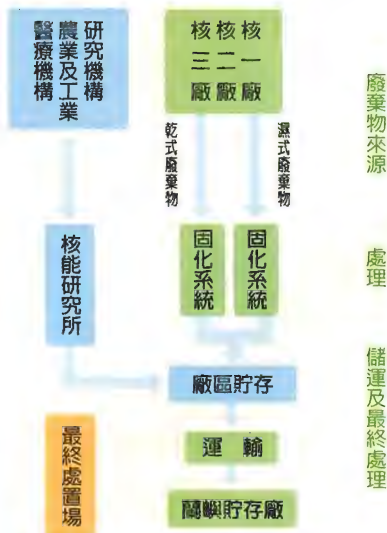 研究機構
農業及工業
醫療機構
核一廠
核二廠
核三廠
廢棄物來源
乾式廢棄物
濕式廢棄物
核能研究所
固化系統
固化系統
處理
廠區貯存
運輸
蘭嶼貯存廠
最終處置場
儲運及最終處理